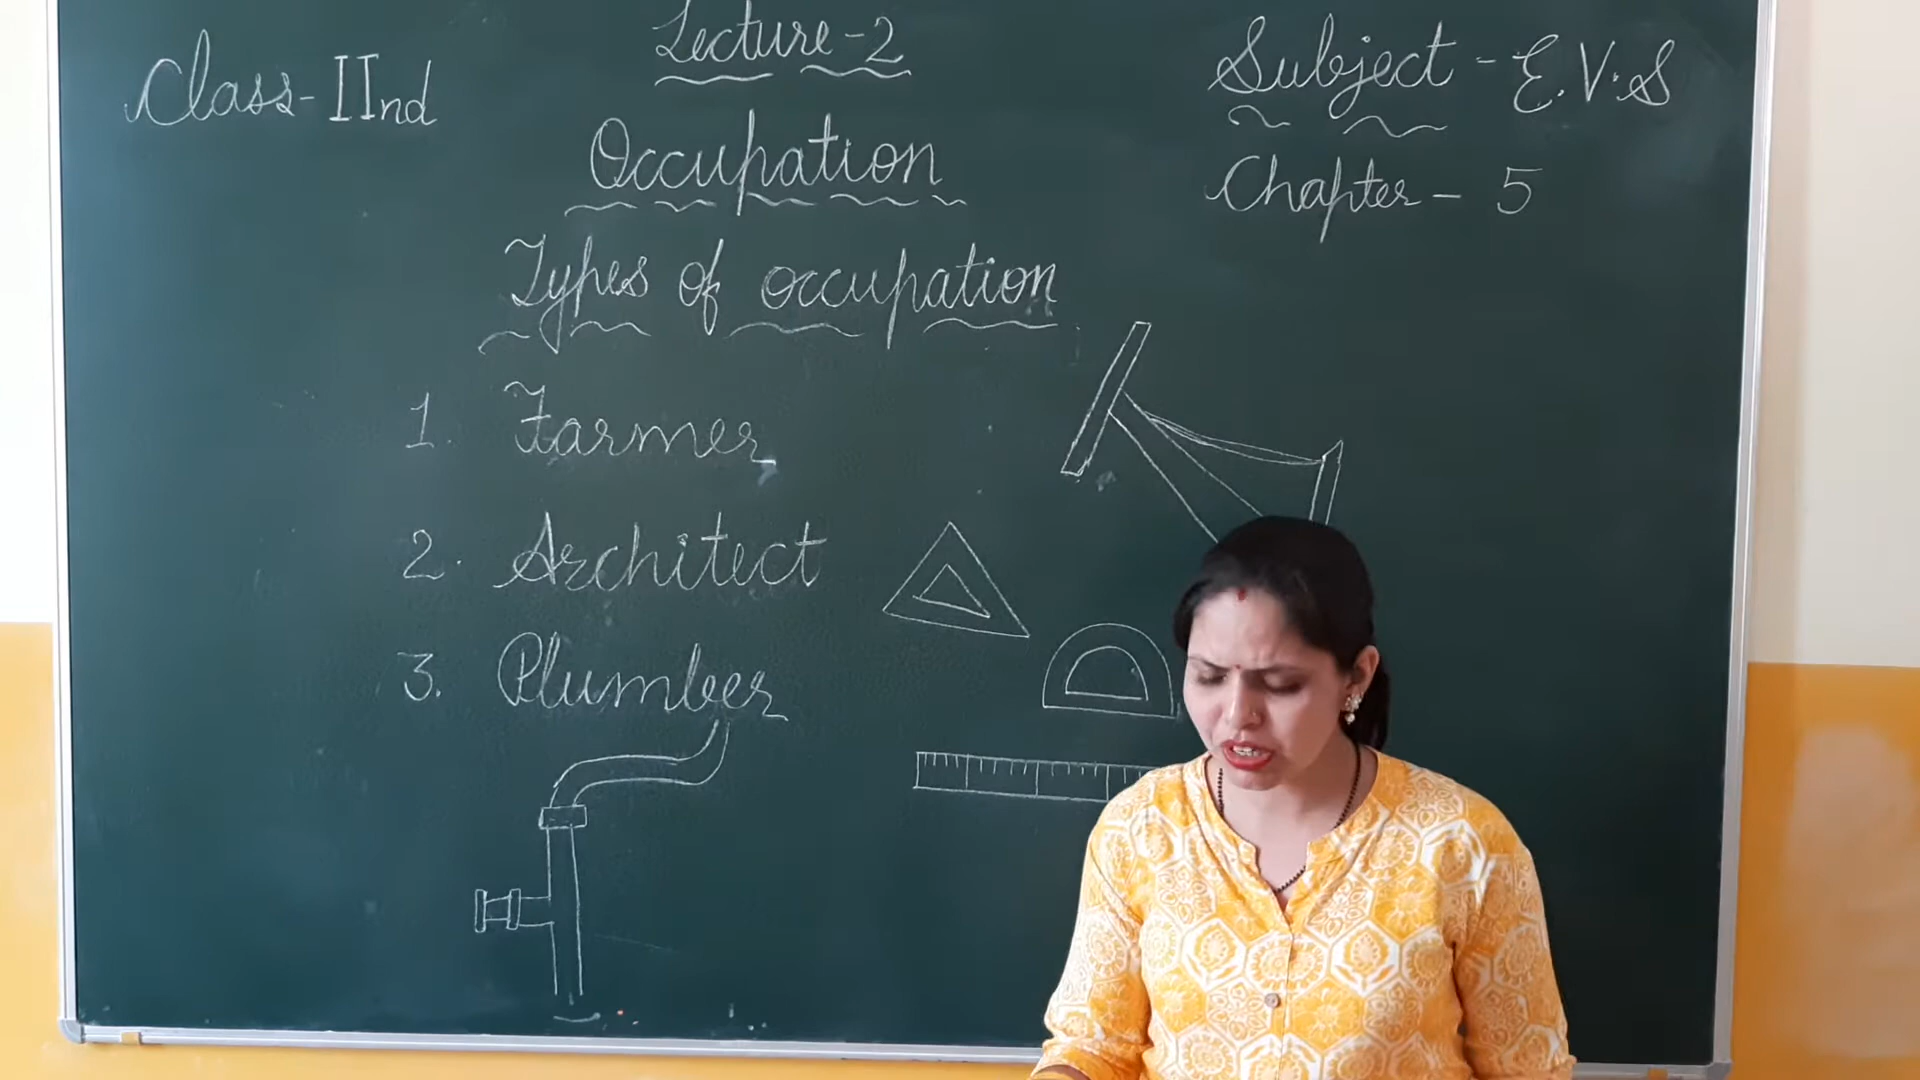 Lecture-2
Class-IInd
Subject - E.V.S
Occupation
Chapter - 5
Types of occupation
1. Farmer
2. Architect
3. Plumber